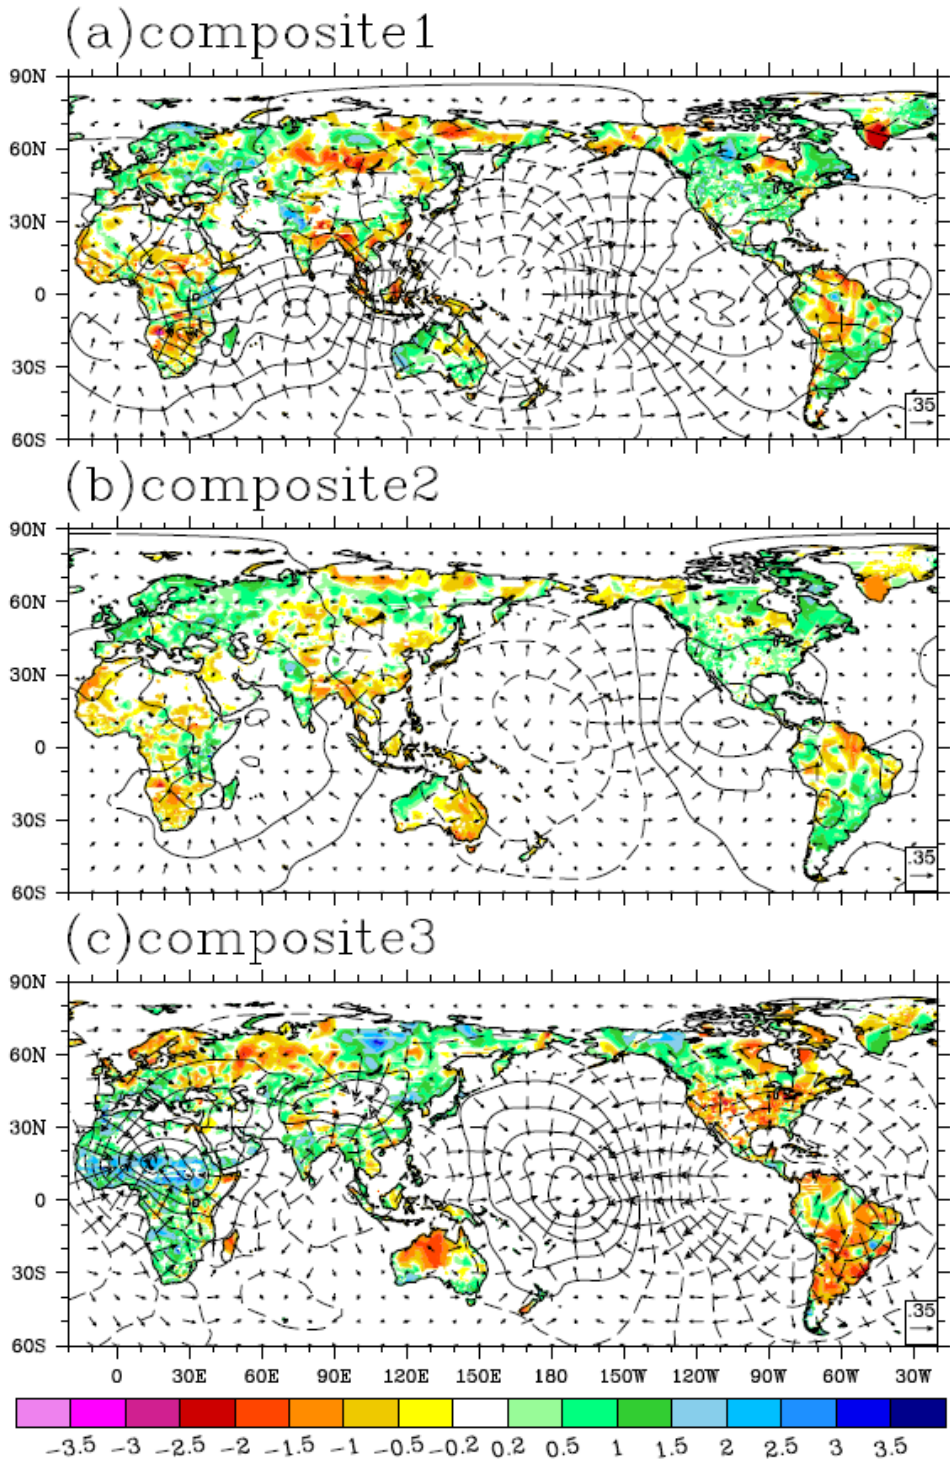 (a)composite1
90N
60N
30N
0
30S
60S
.35
(b)composite2
90N
60N
30N
0
30S
60S
.35
(c)composite3
90N
60N
30N
0
30S
60S
.35
0 30E 60E 90E 120E 150E 180 150W 120W 90W 60W 30W
-3.5 -3 -2.5 -2 -1.5 -1 -0.5 -0.2 0.2 0.5 1 1.5 2 2.5 3 3.5